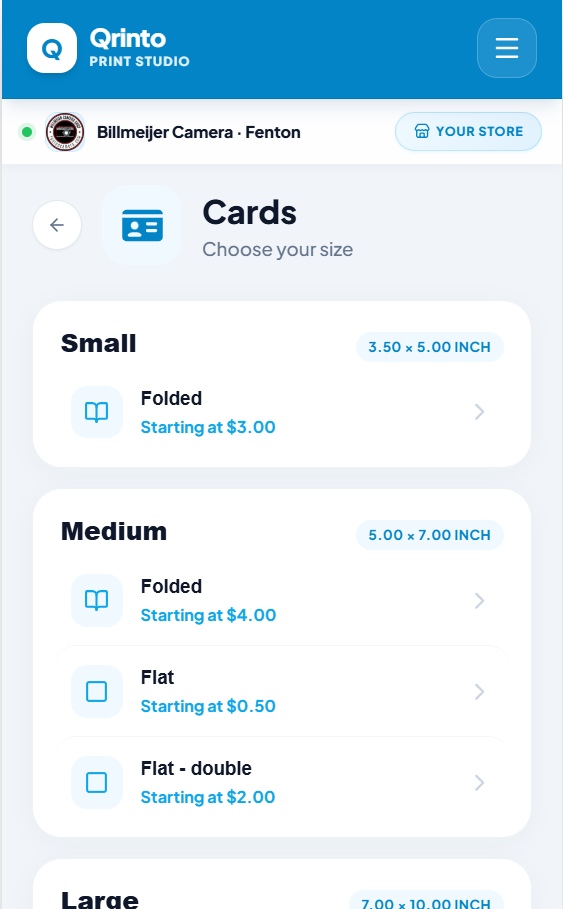 Q
Qrinto
PRINT STUDIO
Billmeijer Camera · Fenton
YOUR STORE
Cards
Choose your size
Small
3.50 × 5.00 INCH
Folded
Starting at $3.00
Medium
5.00 × 7.00 INCH
Folded
Starting at $4.00
Flat
Starting at $0.50
Flat - double
Starting at $2.00
Large
7.00 × 10.00 INCH